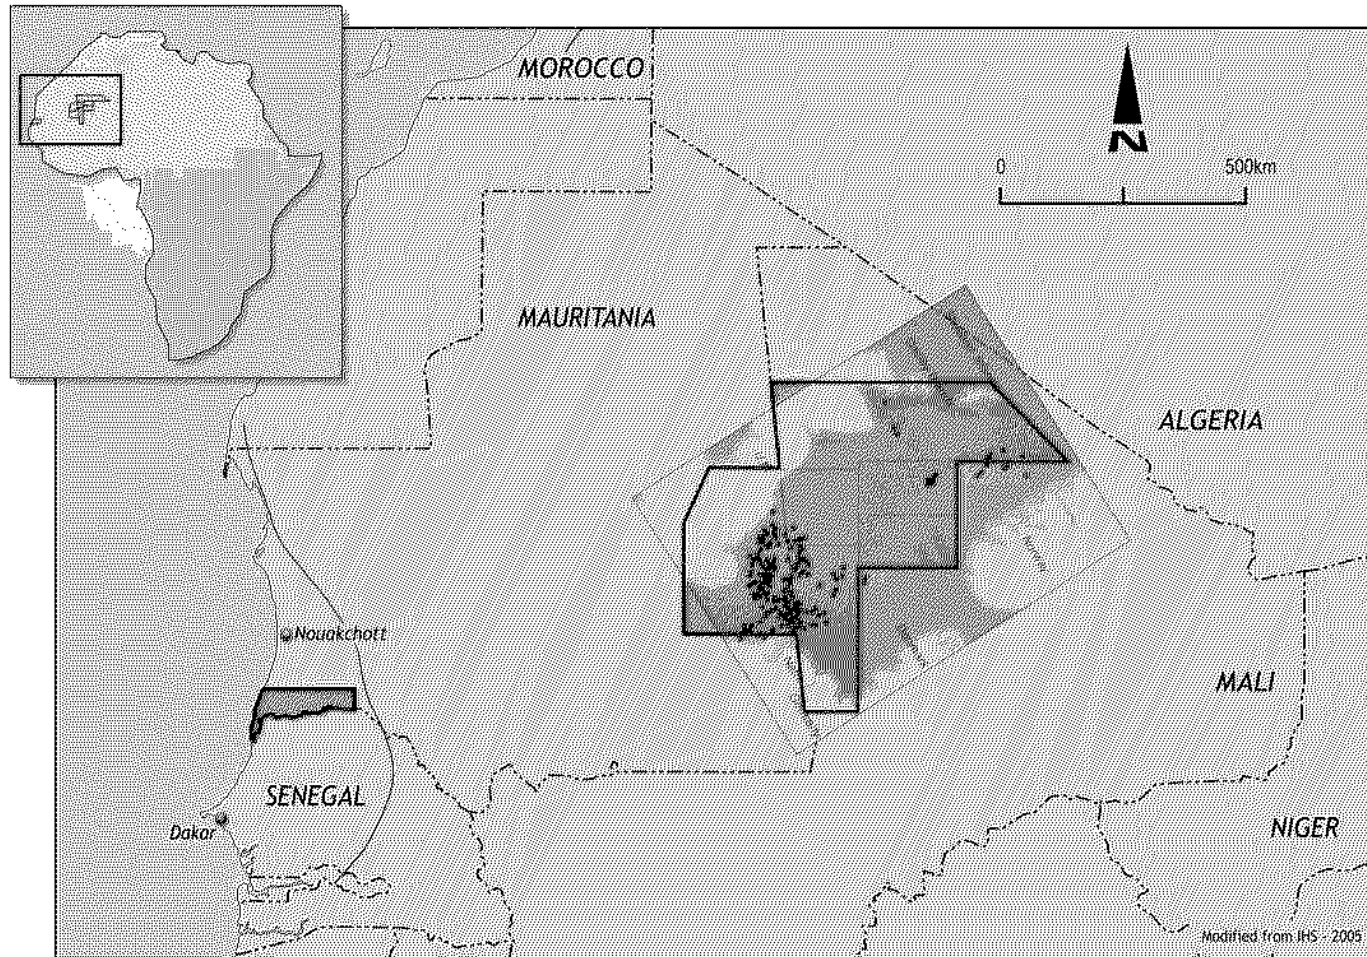 MOROCCO
N
0 500km
MAURITANIA
ALGERIA
Nouakchott
MALI
SENEGAL
Dakar
NIGER
Modified from IHS - 2005